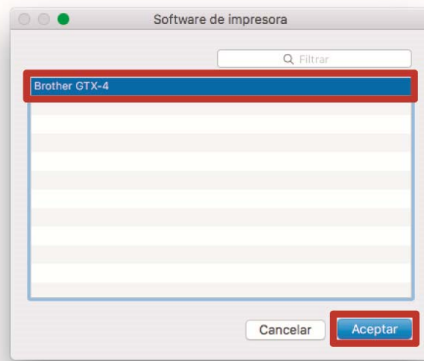 Software de impresora
Filtrar
Brother GTX-4
Cancelar
Aceptar